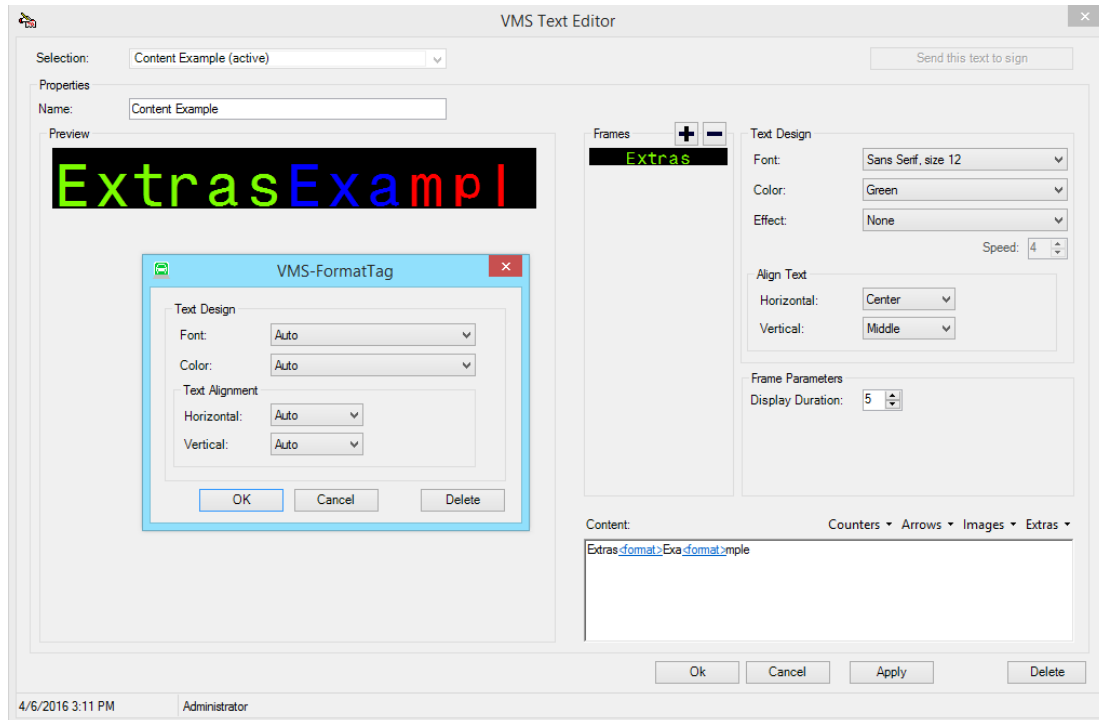 VMS Text Editor
Selection: Content Example (active) Send this text to sign
Properties
Name: Content Example
Preview
ExtrasExampl
Frames
Extras
Text Design
Font: Sans Serif, size 12
Color: Green
Effect: None
Speed: 4
Align Text
Horizontal: Center
Vertical: Middle
Frame Parameters
Display Duration: 5
VMS-FormatTag
Text Design
Font: Auto
Color: Auto
Text Alignment
Horizontal: Auto
Vertical: Auto
OK Cancel Delete
Content: Counters Arrows Images Extras
Extras<format>Exa<format>mple
Ok Cancel Apply Delete
4/6/2016 3:11 PM Administrator